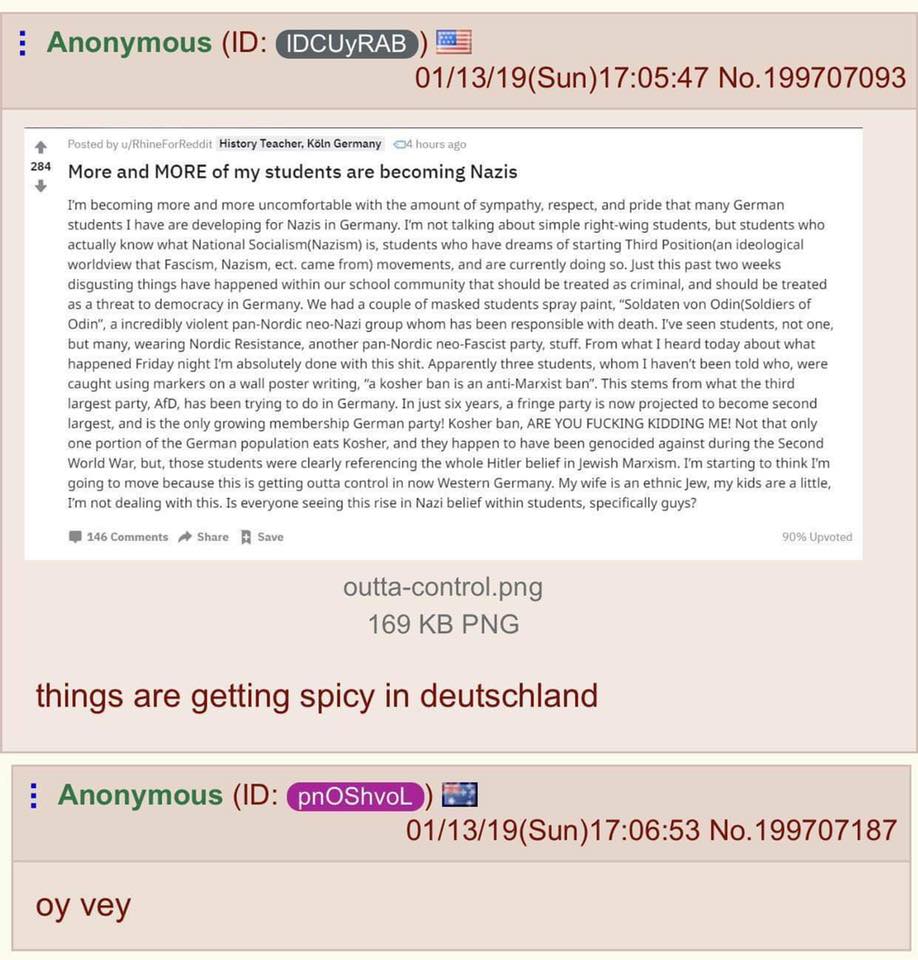 Anonymous (ID: IDCUyRAB)
01/13/19(Sun)17:05:47 No.199707093
Posted by u/RhineForReddit History Teacher, Köln Germany 4 hours ago
284
More and MORE of my students are becoming Nazis
I'm becoming more and more uncomfortable with the amount of sympathy, respect, and pride that many German
students I have are developing for Nazis in Germany. I'm not talking about simple right-wing students, but students who
actually know what National Socialism(Nazism) is, students who have dreams of starting Third Position(an ideological
worldview that Fascism, Nazism, ect. came from) movements, and are currently doing so. Just this past two weeks
disgusting things have happened within our school community that should be treated as criminal, and should be treated
as a threat to democracy in Germany. We had a couple of masked students spray paint, "Soldaten von Odin(Soldiers of
Odin", a incredibly violent pan-Nordic neo-Nazi group whom has been responsible with death. I've seen students, not one,
but many, wearing Nordic Resistance, another pan-Nordic neo-Fascist party, stuff. From what I heard today about what
happened Friday night I'm absolutely done with this shit. Apparently three students, whom I haven't been told who, were
caught using markers on a wall poster writing, "a kosher ban is an anti-Marxist ban". This stems from what the third
largest party, AfD, has been trying to do in Germany. In just six years, a fringe party is now projected to become second
largest, and is the only growing membership German party! Kosher ban, ARE YOU FUCKING KIDDING ME! Not that only
one portion of the German population eats Kosher, and they happen to have been genocided against during the Second
World War, but, those students were clearly referencing the whole Hitler belief in Jewish Marxism. I'm starting to think I'm
going to move because this is getting outta control in now Western Germany. My wife is an ethnic Jew, my kids are a little,
I'm not dealing with this. Is everyone seeing this rise in Nazi belief within students, specifically guys?
146 Comments Share Save 90% Upvoted
outta-control.png
169 KB PNG
things are getting spicy in deutschland
Anonymous (ID: pnOShvoL)
01/13/19(Sun)17:06:53 No.199707187
oy vey